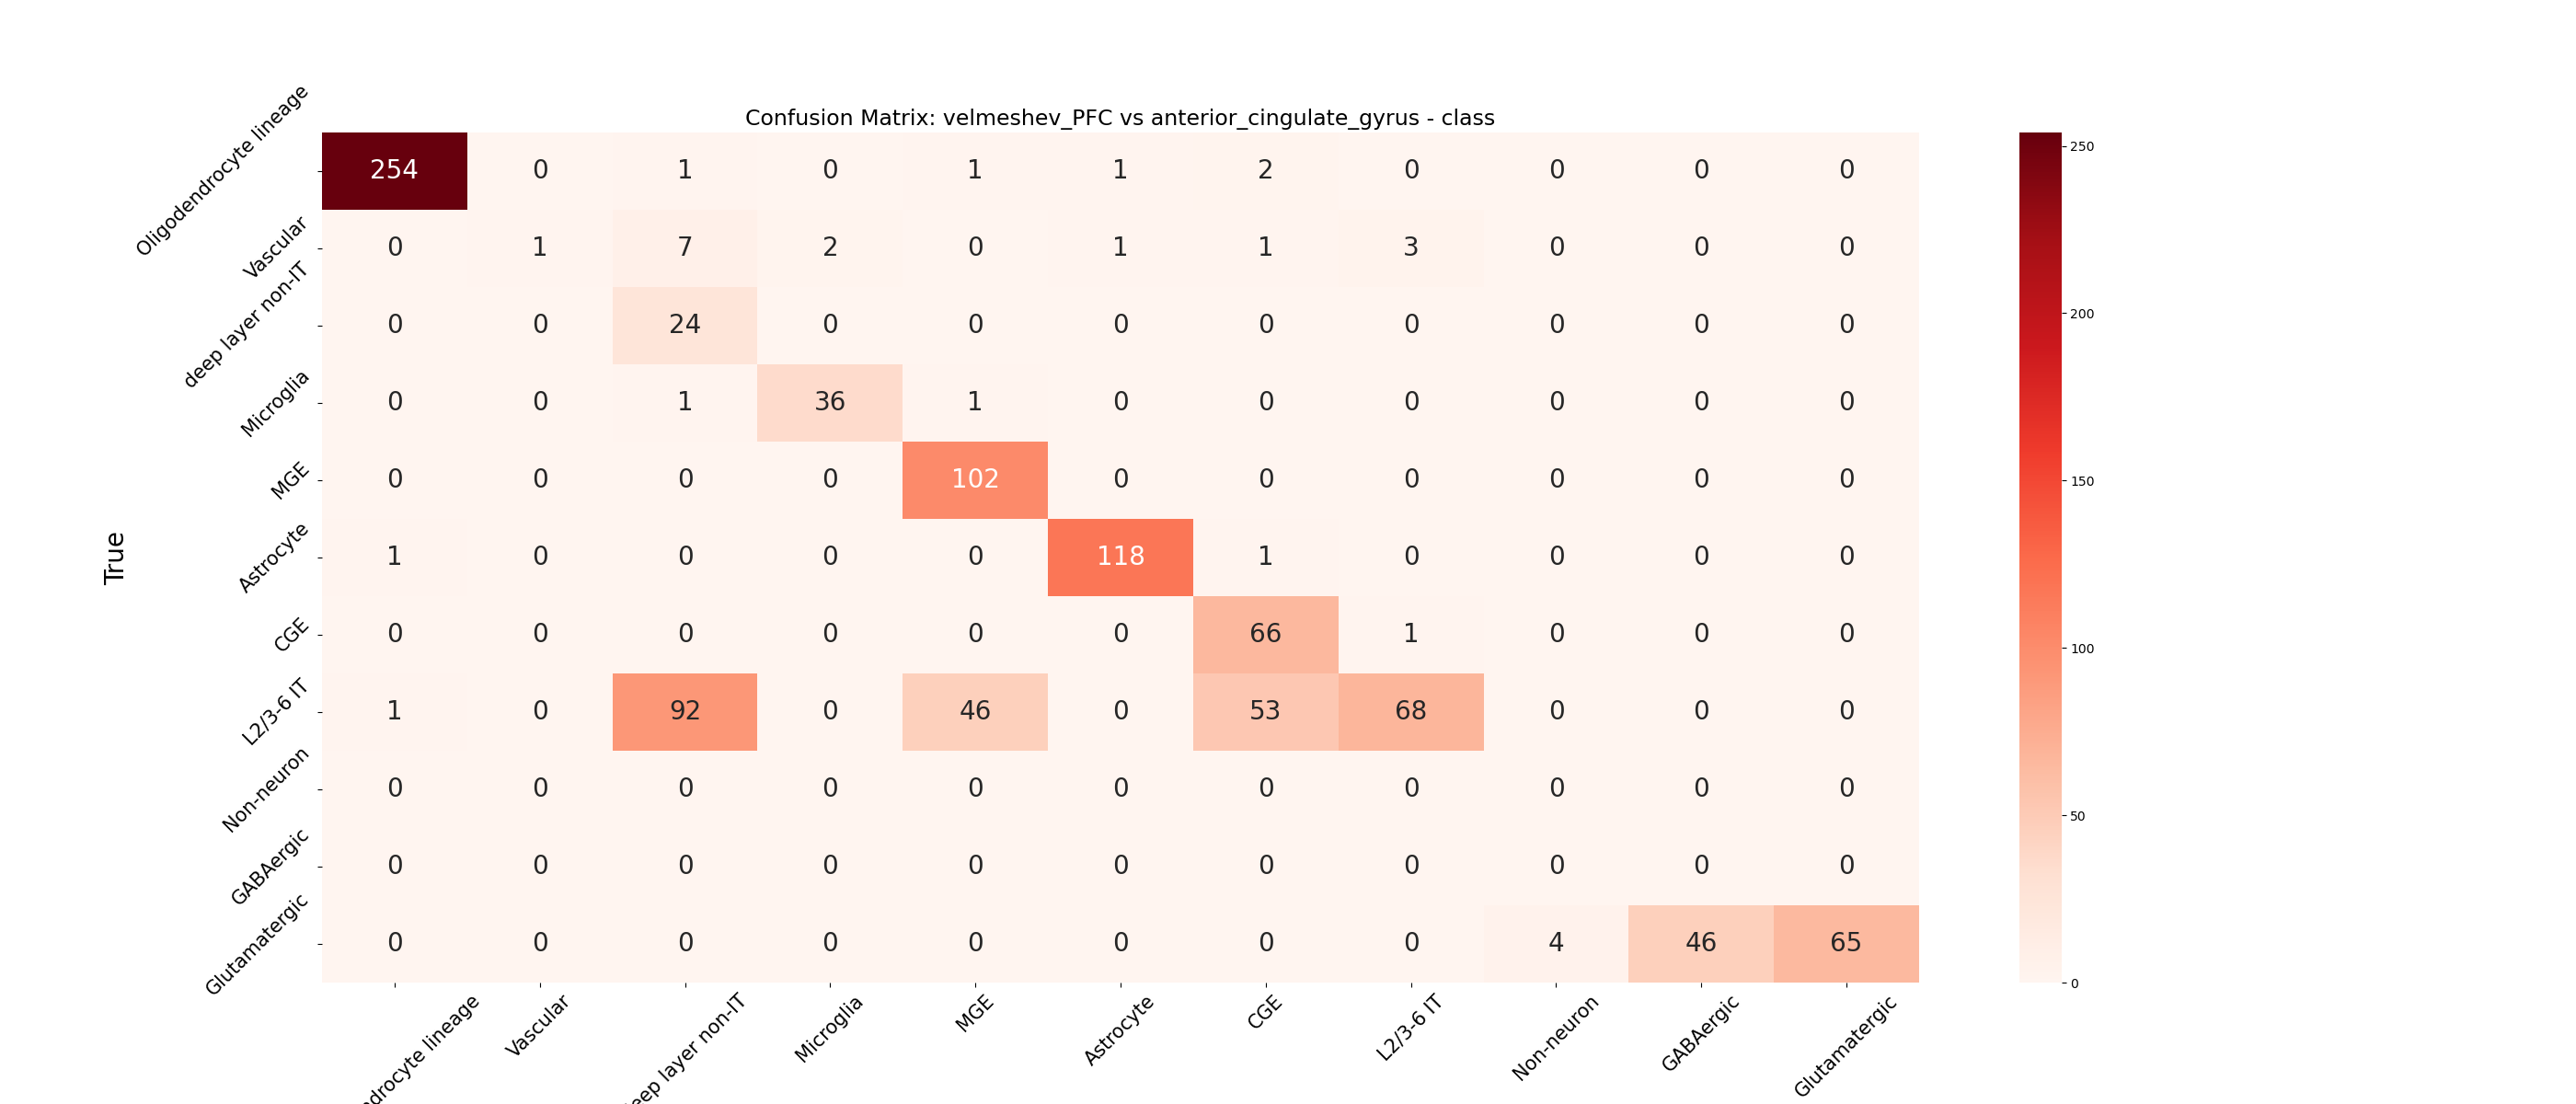 Confusion Matrix: velmeshev_PFC vs anterior_cingulate_gyrus - class
True
Oligodendrocyte lineage 254 0 1 0 1 1 2 0 0 0 0
Vascular 0 1 7 2 0 1 1 3 0 0 0
deep layer non-IT 0 0 24 0 0 0 0 0 0 0 0
Microglia 0 0 1 36 1 0 0 0 0 0 0
MGE 0 0 0 0 102 0 0 0 0 0 0
Astrocyte 1 0 0 0 0 118 1 0 0 0 0
CGE 0 0 0 0 0 0 66 1 0 0 0
L2/3-6 IT 1 0 92 0 46 0 53 68 0 0 0
Non-neuron 0 0 0 0 0 0 0 0 0 0 0
GABAergic 0 0 0 0 0 0 0 0 0 0 0
Glutamatergic 0 0 0 0 0 0 0 0 4 46 65
lineage Vascular layer non-IT Microglia MGE Astrocyte CGE L2/3-6 IT Non-neuron GABAergic Glutamatergic
250
200
150
100
50
0